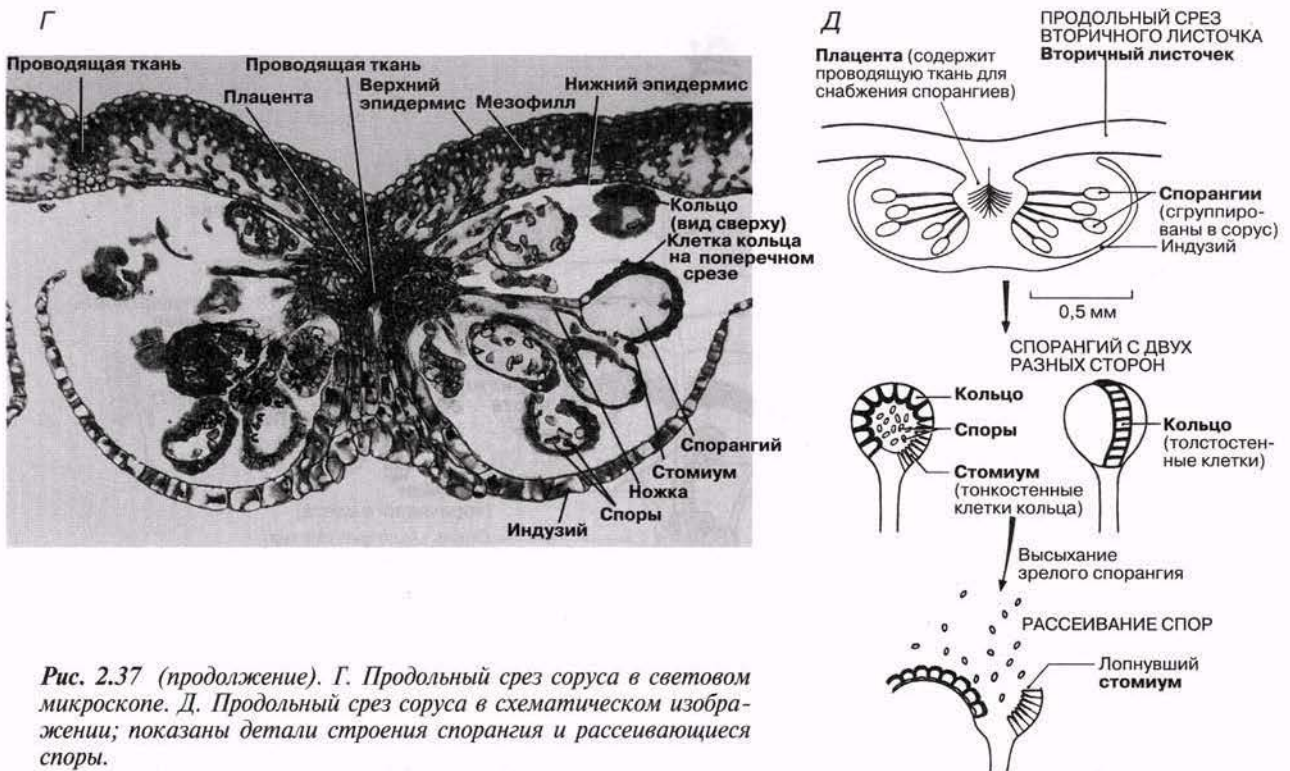 Г
Проводящая ткань
Проводящая ткань
Плацента
Верхний
эпидермис
Мезофилл
Нижний эпидермис
Кольцо
(вид сверху)
Клетка кольца
на поперечном
срезе
Спорангий
Стомиум
Ножка
Споры
Индузий
Рис. 2.37 (продолжение). Г. Продольный срез соруса в световом
микроскопе. Д. Продольный срез соруса в схематическом изобра-
жении; показаны детали строения спорангия и рассеивающиеся
споры.
Д
ПРОДОЛЬНЫЙ СРЕЗ
ВТОРИЧНОГО ЛИСТОЧКА
Вторичный листочек
Плацента (содержит
проводящую ткань для
снабжения спорангиев)
Спорангии
(сгруппиро-
ваны в сорус)
Индузий
0,5 мм
СПОРАНГИЙ С ДВУХ
РАЗНЫХ СТОРОН
Кольцо
Споры
Стомиум
(тонкостенные
клетки кольца)
Кольцо
(толстостен-
ные клетки)
Высыхание
зрелого спорангия
РАССЕИВАНИЕ СПОР
Лопнувший
стомиум